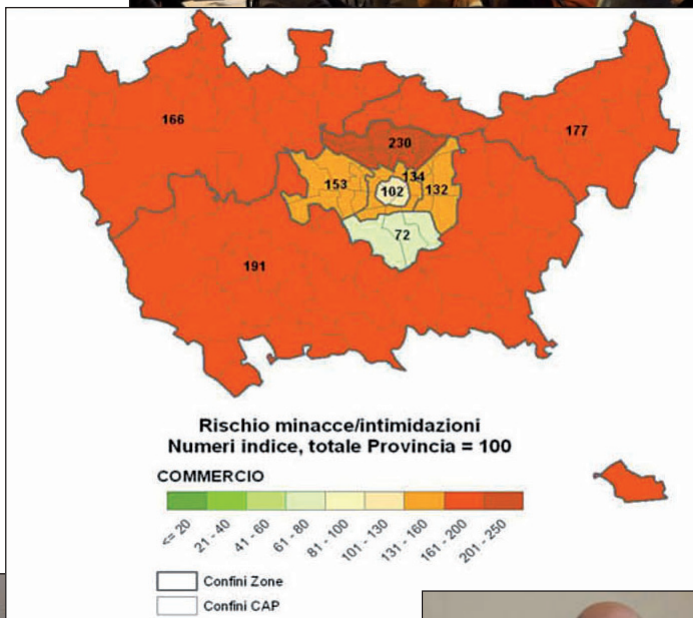 166
177
230
153
134
102
132
72
191
Rischio minacce/intimidazioni
Numeri indice, totale Provincia = 100
COMMERCIO
<= 20
21 - 40
41 - 60
61 - 80
81 - 100
101 - 130
131 - 160
161 - 200
201 - 250
Confini Zone
Confini CAP